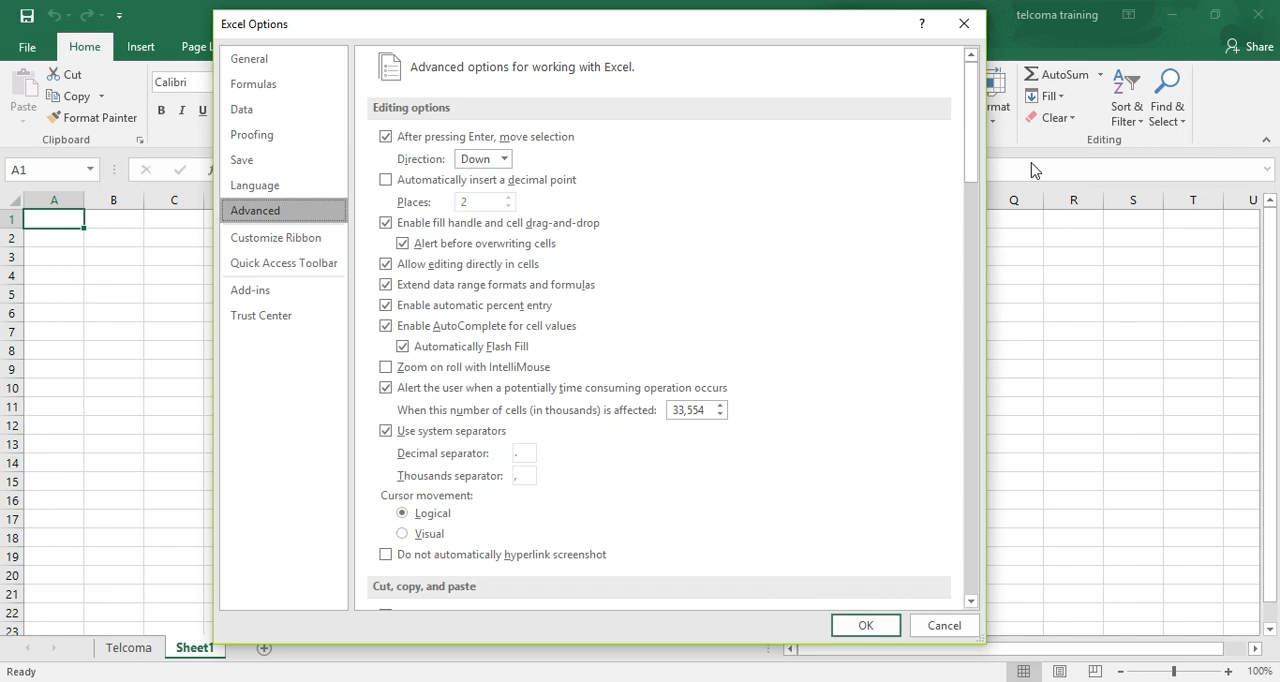 Excel Options
?
telcoma training
File
Home
Insert
Page L
Share
Paste
Cut
Copy
Format Painter
Clipboard
Calibri
B I U
rmat
AutoSum
Fill
Clear
Sort &
Filter
Find &
Select
Editing
A1
A B C
Q R S T U
1
2
3
4
5
6
7
8
9
10
11
12
13
14
15
16
17
18
19
20
21
22
23
General
Formulas
Data
Proofing
Save
Language
Advanced
Customize Ribbon
Quick Access Toolbar
Add-ins
Trust Center
Advanced options for working with Excel.
Editing options
After pressing Enter, move selection
Direction: Down
Automatically insert a decimal point
Places: 2
Enable fill handle and cell drag-and-drop
Alert before overwriting cells
Allow editing directly in cells
Extend data range formats and formulas
Enable automatic percent entry
Enable AutoComplete for cell values
Automatically Flash Fill
Zoom on roll with IntelliMouse
Alert the user when a potentially time consuming operation occurs
When this number of cells (in thousands) is affected: 33,554
Use system separators
Decimal separator: .
Thousands separator: ,
Cursor movement:
Logical
Visual
Do not automatically hyperlink screenshot
Cut, copy, and paste
OK
Cancel
Telcoma
Sheet1
Ready
100%